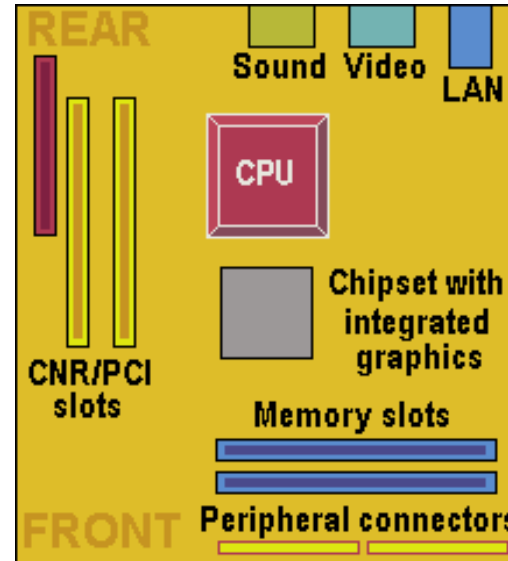 REAR
Sound Video
LAN
CPU
Chipset with
integrated
graphics
CNR/PCI
slots
Memory slots
Peripheral connectors
FRONT